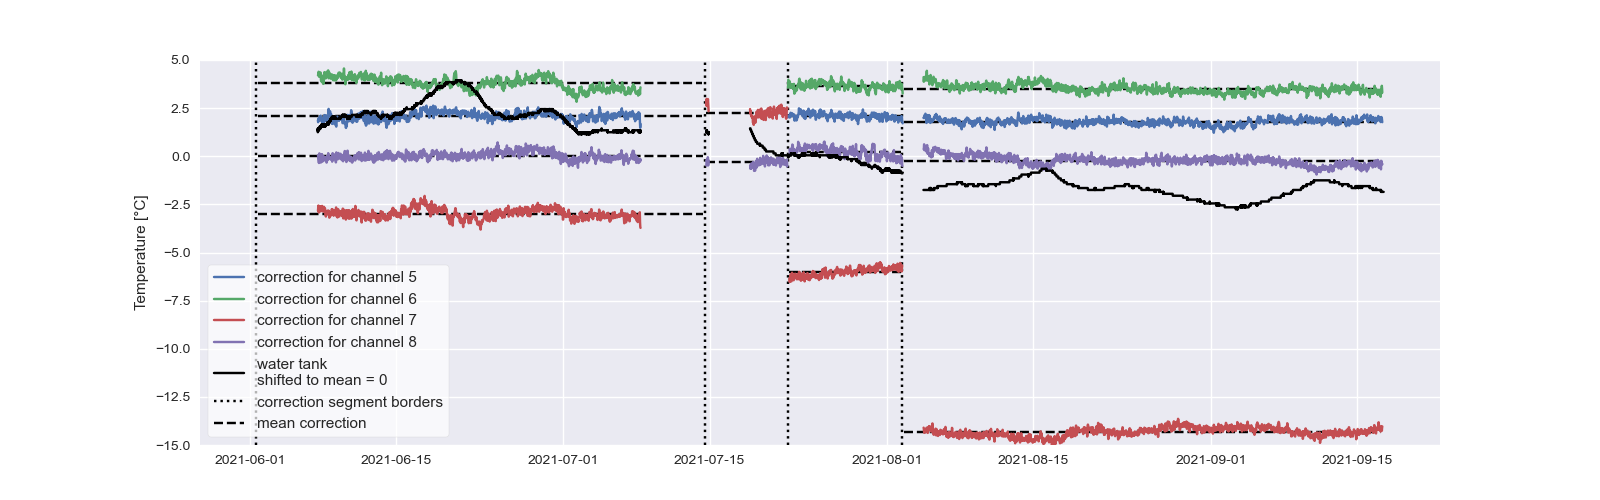 5.0
2.5
0.0
−2.5
−5.0
−7.5
−10.0
−12.5
−15.0
Temperature [°C]
correction for channel 5
correction for channel 6
correction for channel 7
correction for channel 8
water tank
shifted to mean = 0
correction segment borders
mean correction
2021-06-01
2021-06-15
2021-07-01
2021-07-15
2021-08-01
2021-08-15
2021-09-01
2021-09-15